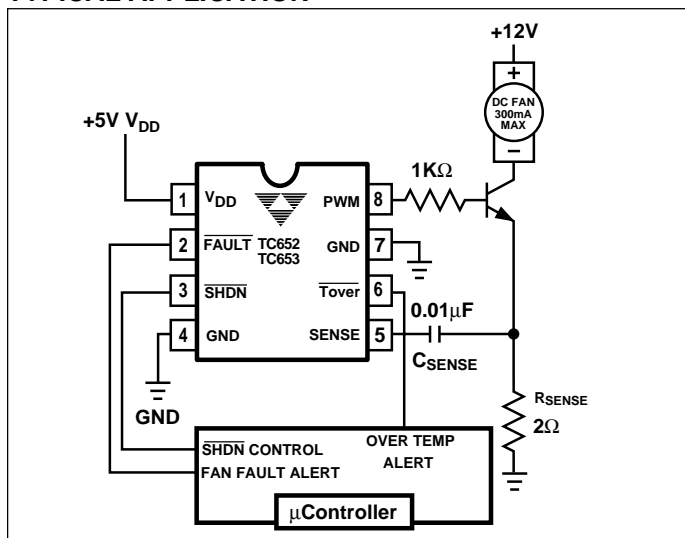 TYPICAL APPLICATION
+12V
+
DC FAN
300mA
MAX
–
+5V VDD
1KΩ
1 VDD PWM 8
2 FAULT TC652 GND 7
TC653
3 SHDN Tover 6
4 GND SENSE 5
0.01µF
CSENSE
GND
RSENSE
2Ω
SHDN CONTROL
FAN FAULT ALERT
OVER TEMP
ALERT
µController